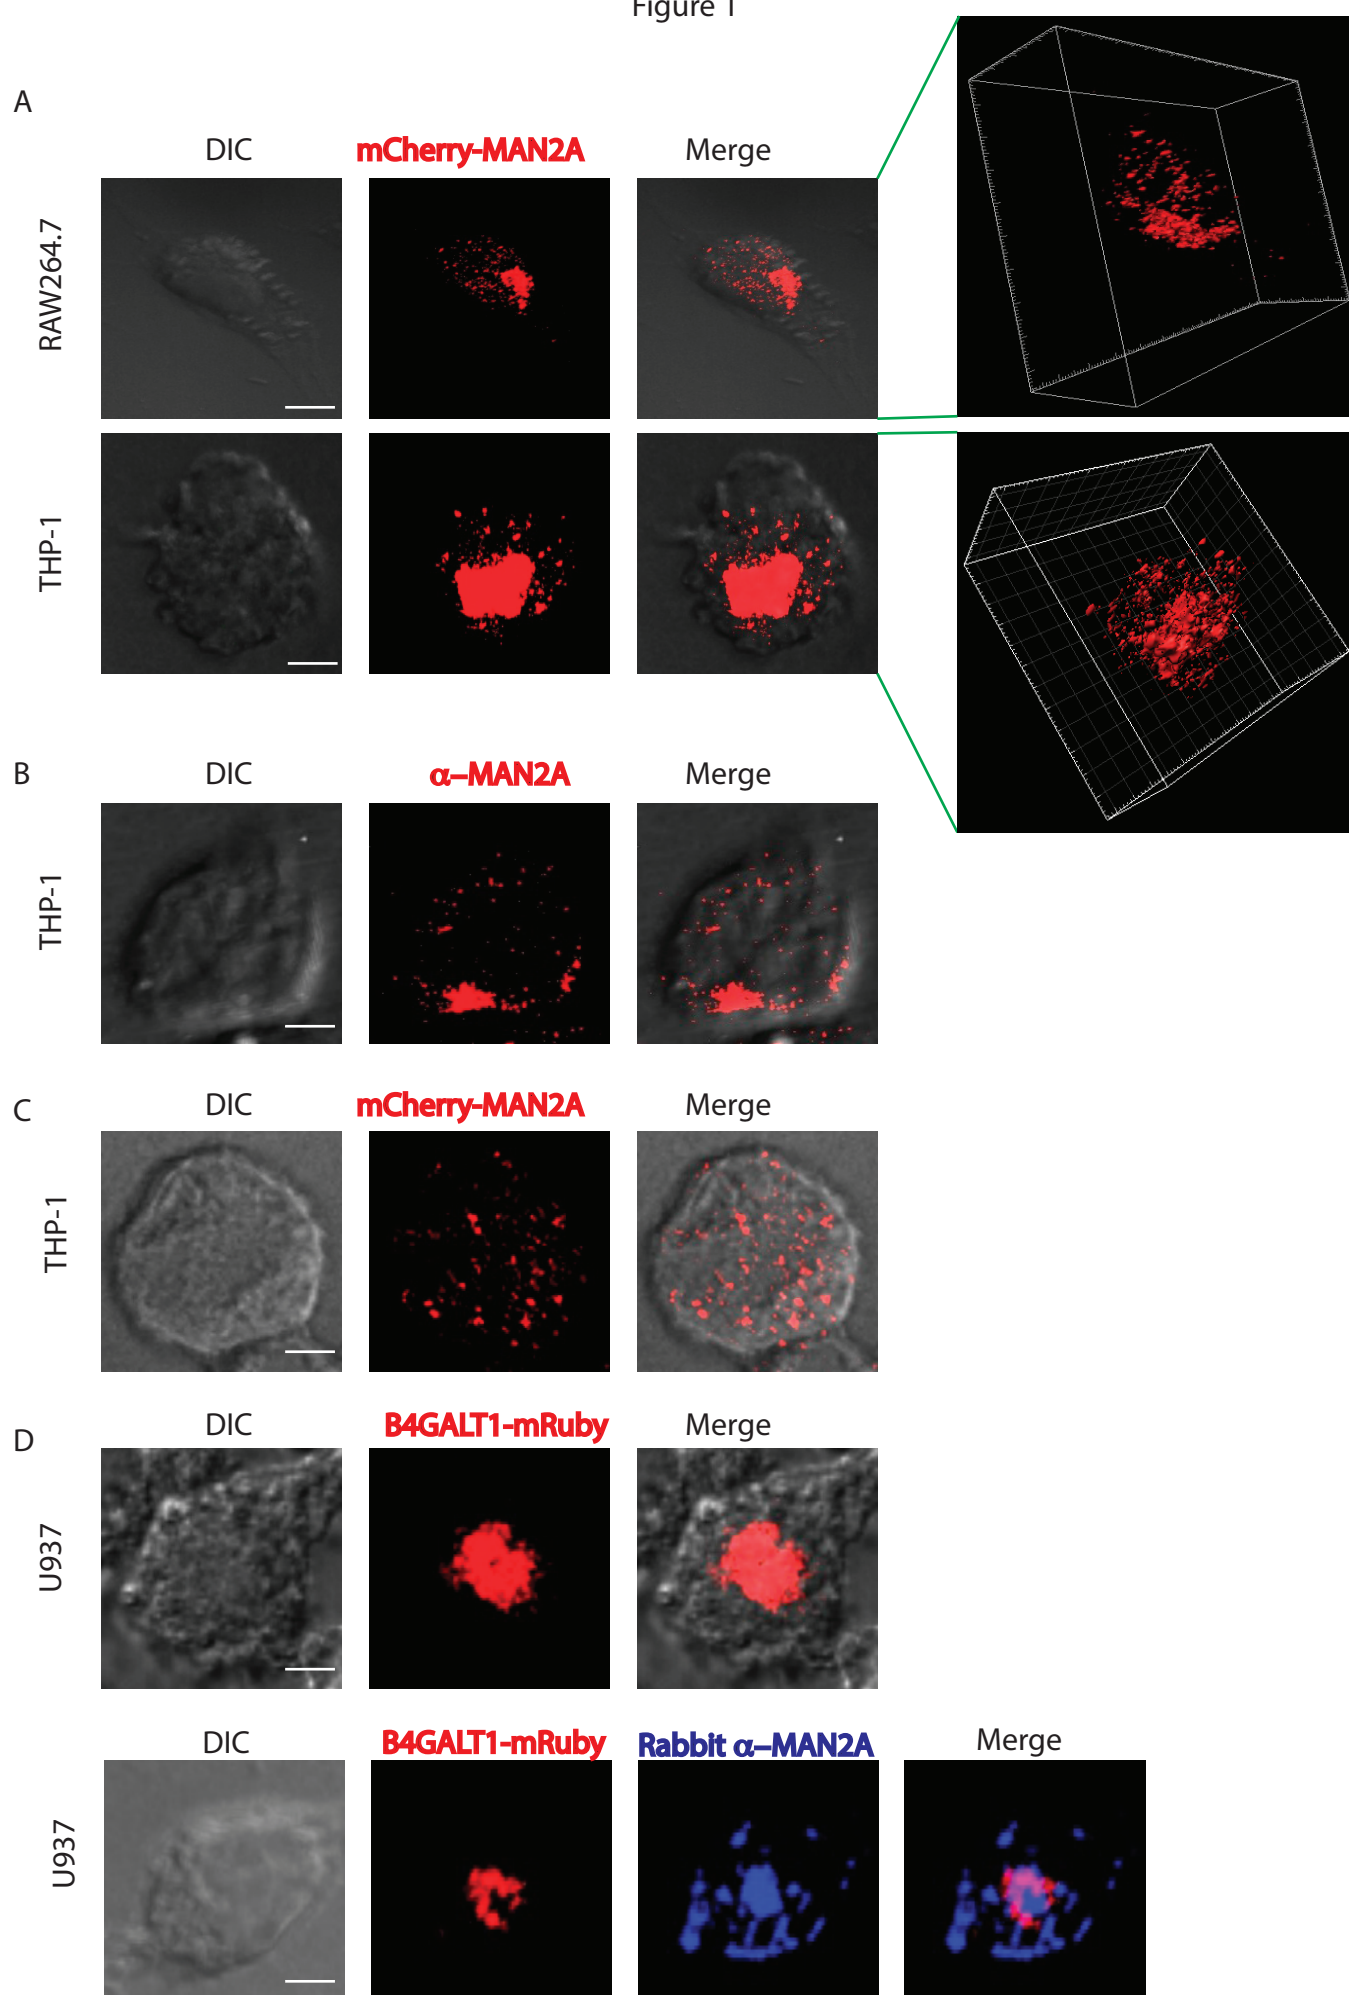 Figure 1
A
DIC mCherry-MAN2A Merge
RAW264.7
THP-1
B
DIC α–MAN2A Merge
THP-1
C
DIC mCherry-MAN2A Merge
THP-1
D
DIC B4GALT1-mRuby Merge
U937
DIC B4GALT1-mRuby Rabbit α–MAN2A Merge
U937